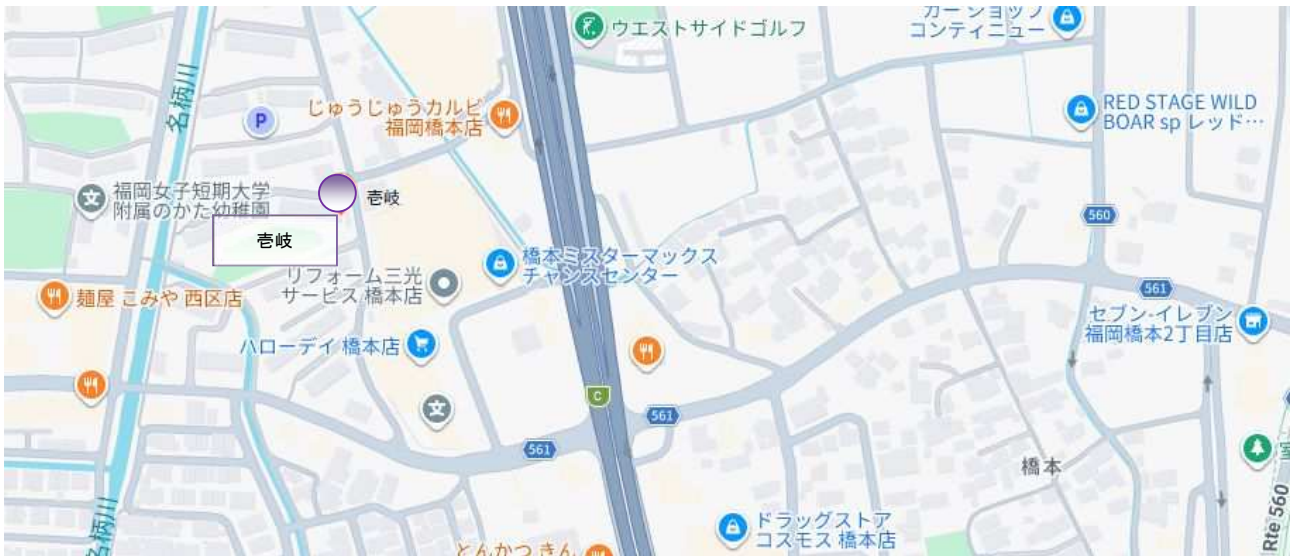 ウエストサイドゴルフ
カーショップ
コンティニュー
名柄川
じゅうじゅうカルビ
福岡橋本店
P
RED STAGE WILD
BOAR sp レッド…
福岡女子短期大学
附属のかた幼稚園
文
壱岐
壱岐
560
橋本ミスターマックス
チャンスセンター
リフォーム三光
サービス 橋本店
麺屋 こみや 西区店
561
セブン-イレブン
福岡橋本2丁目店
ハローデイ 橋本店
C
文
561
561
橋本
名柄川
ドラッグストア
コスモス 橋本店
とんかつ きん
Rte 560